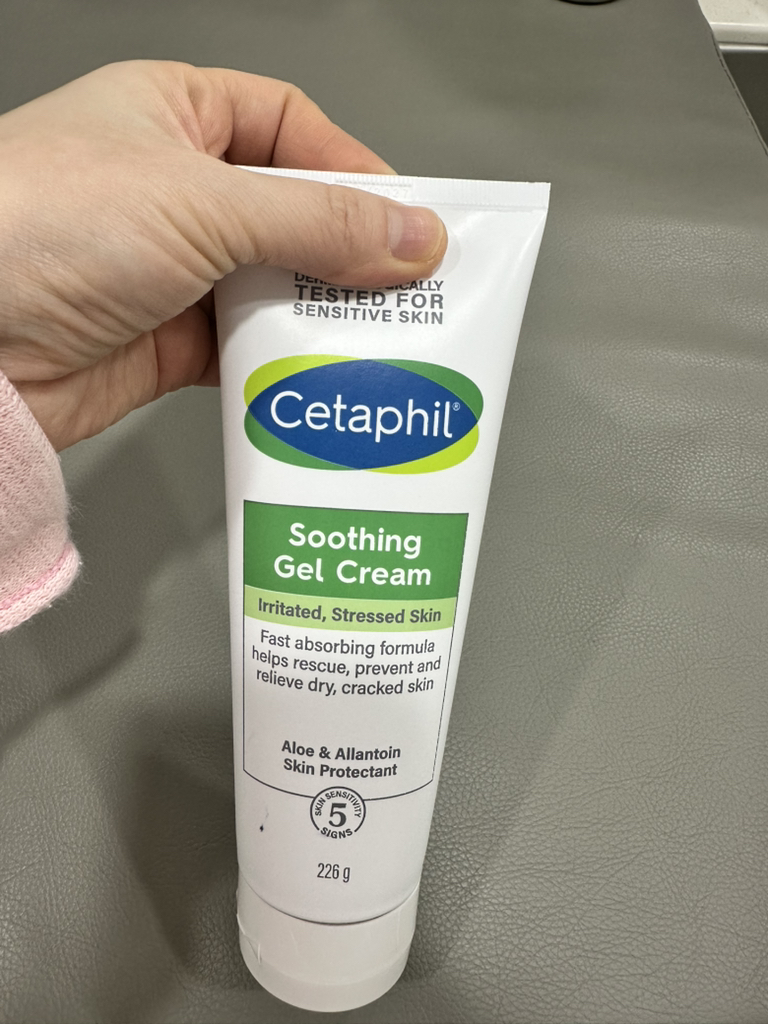 TESTED FOR
SENSITIVE SKIN
Cetaphil®
Soothing
Gel Cream
Irritated, Stressed Skin
Fast absorbing formula
helps rescue, prevent and
relieve dry, cracked skin
Aloe & Allantoin
Skin Protectant
SKIN SENSITIVITY
5
SIGNS
226 g